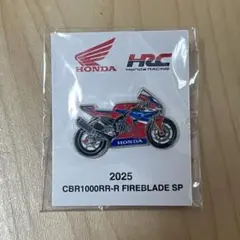 HONDA
HRC
Honda RACING
HONDA
2025
CBR1000RR-R FIREBLADE SP